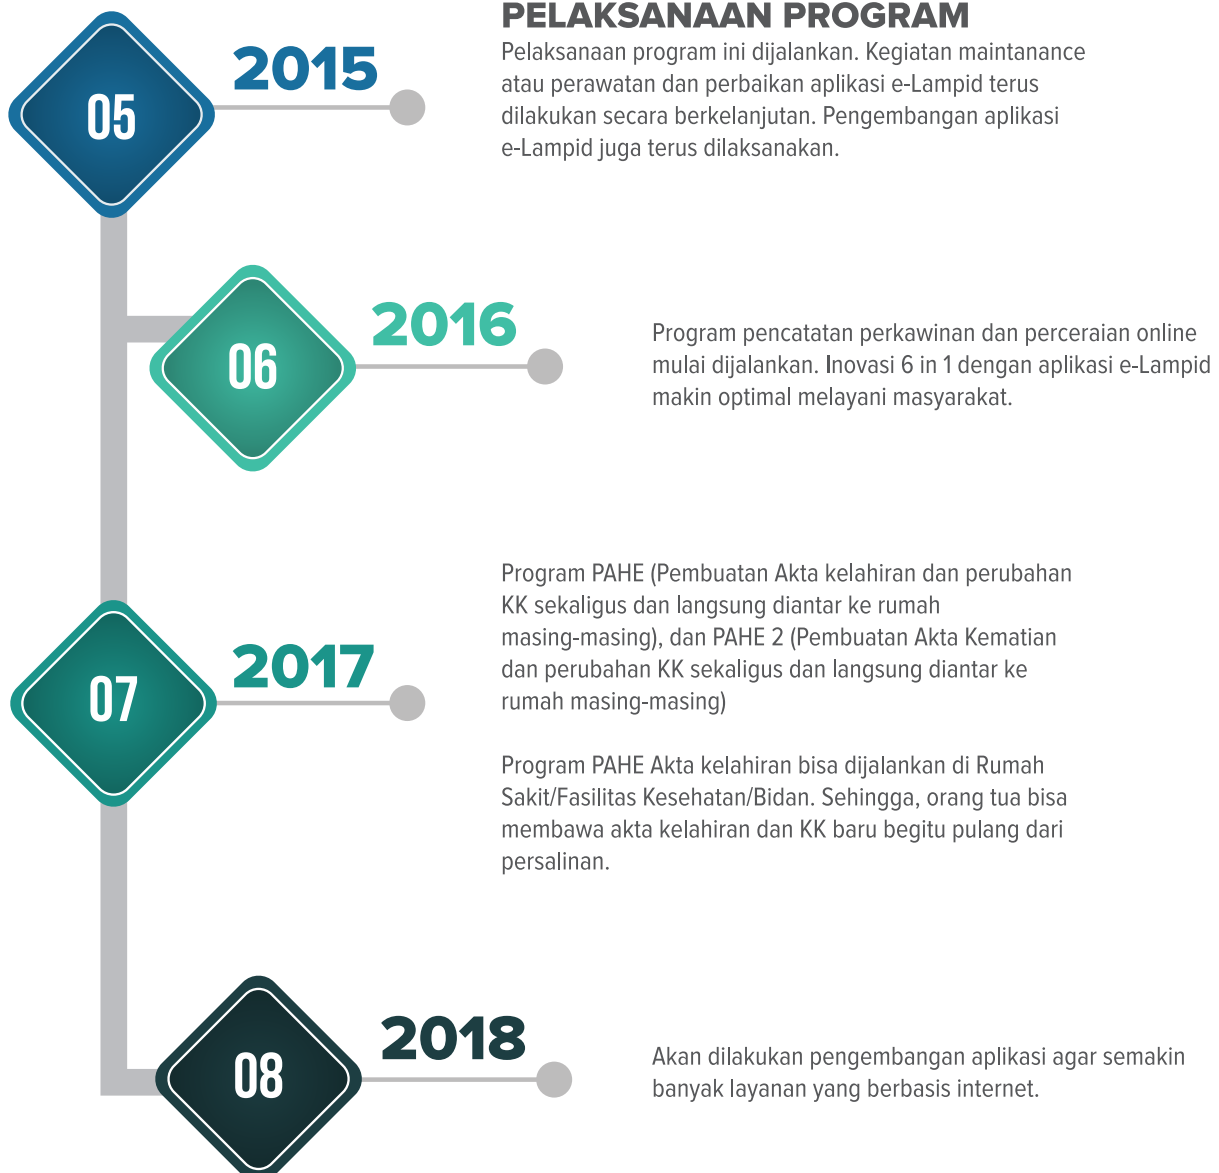 PELAKSANAAN PROGRAM
05
2015
Pelaksanaan program ini dijalankan. Kegiatan maintanance
atau perawatan dan perbaikan aplikasi e-Lampid terus
dilakukan secara berkelanjutan. Pengembangan aplikasi
e-Lampid juga terus dilaksanakan.
06
2016
Program pencatatan perkawinan dan perceraian online
mulai dijalankan. Inovasi 6 in 1 dengan aplikasi e-Lampid
makin optimal melayani masyarakat.
07
2017
Program PAHE (Pembuatan Akta kelahiran dan perubahan
KK sekaligus dan langsung diantar ke rumah
masing-masing), dan PAHE 2 (Pembuatan Akta Kematian
dan perubahan KK sekaligus dan langsung diantar ke
rumah masing-masing)
Program PAHE Akta kelahiran bisa dijalankan di Rumah
Sakit/Fasilitas Kesehatan/Bidan. Sehingga, orang tua bisa
membawa akta kelahiran dan KK baru begitu pulang dari
persalinan.
08
2018
Akan dilakukan pengembangan aplikasi agar semakin
banyak layanan yang berbasis internet.